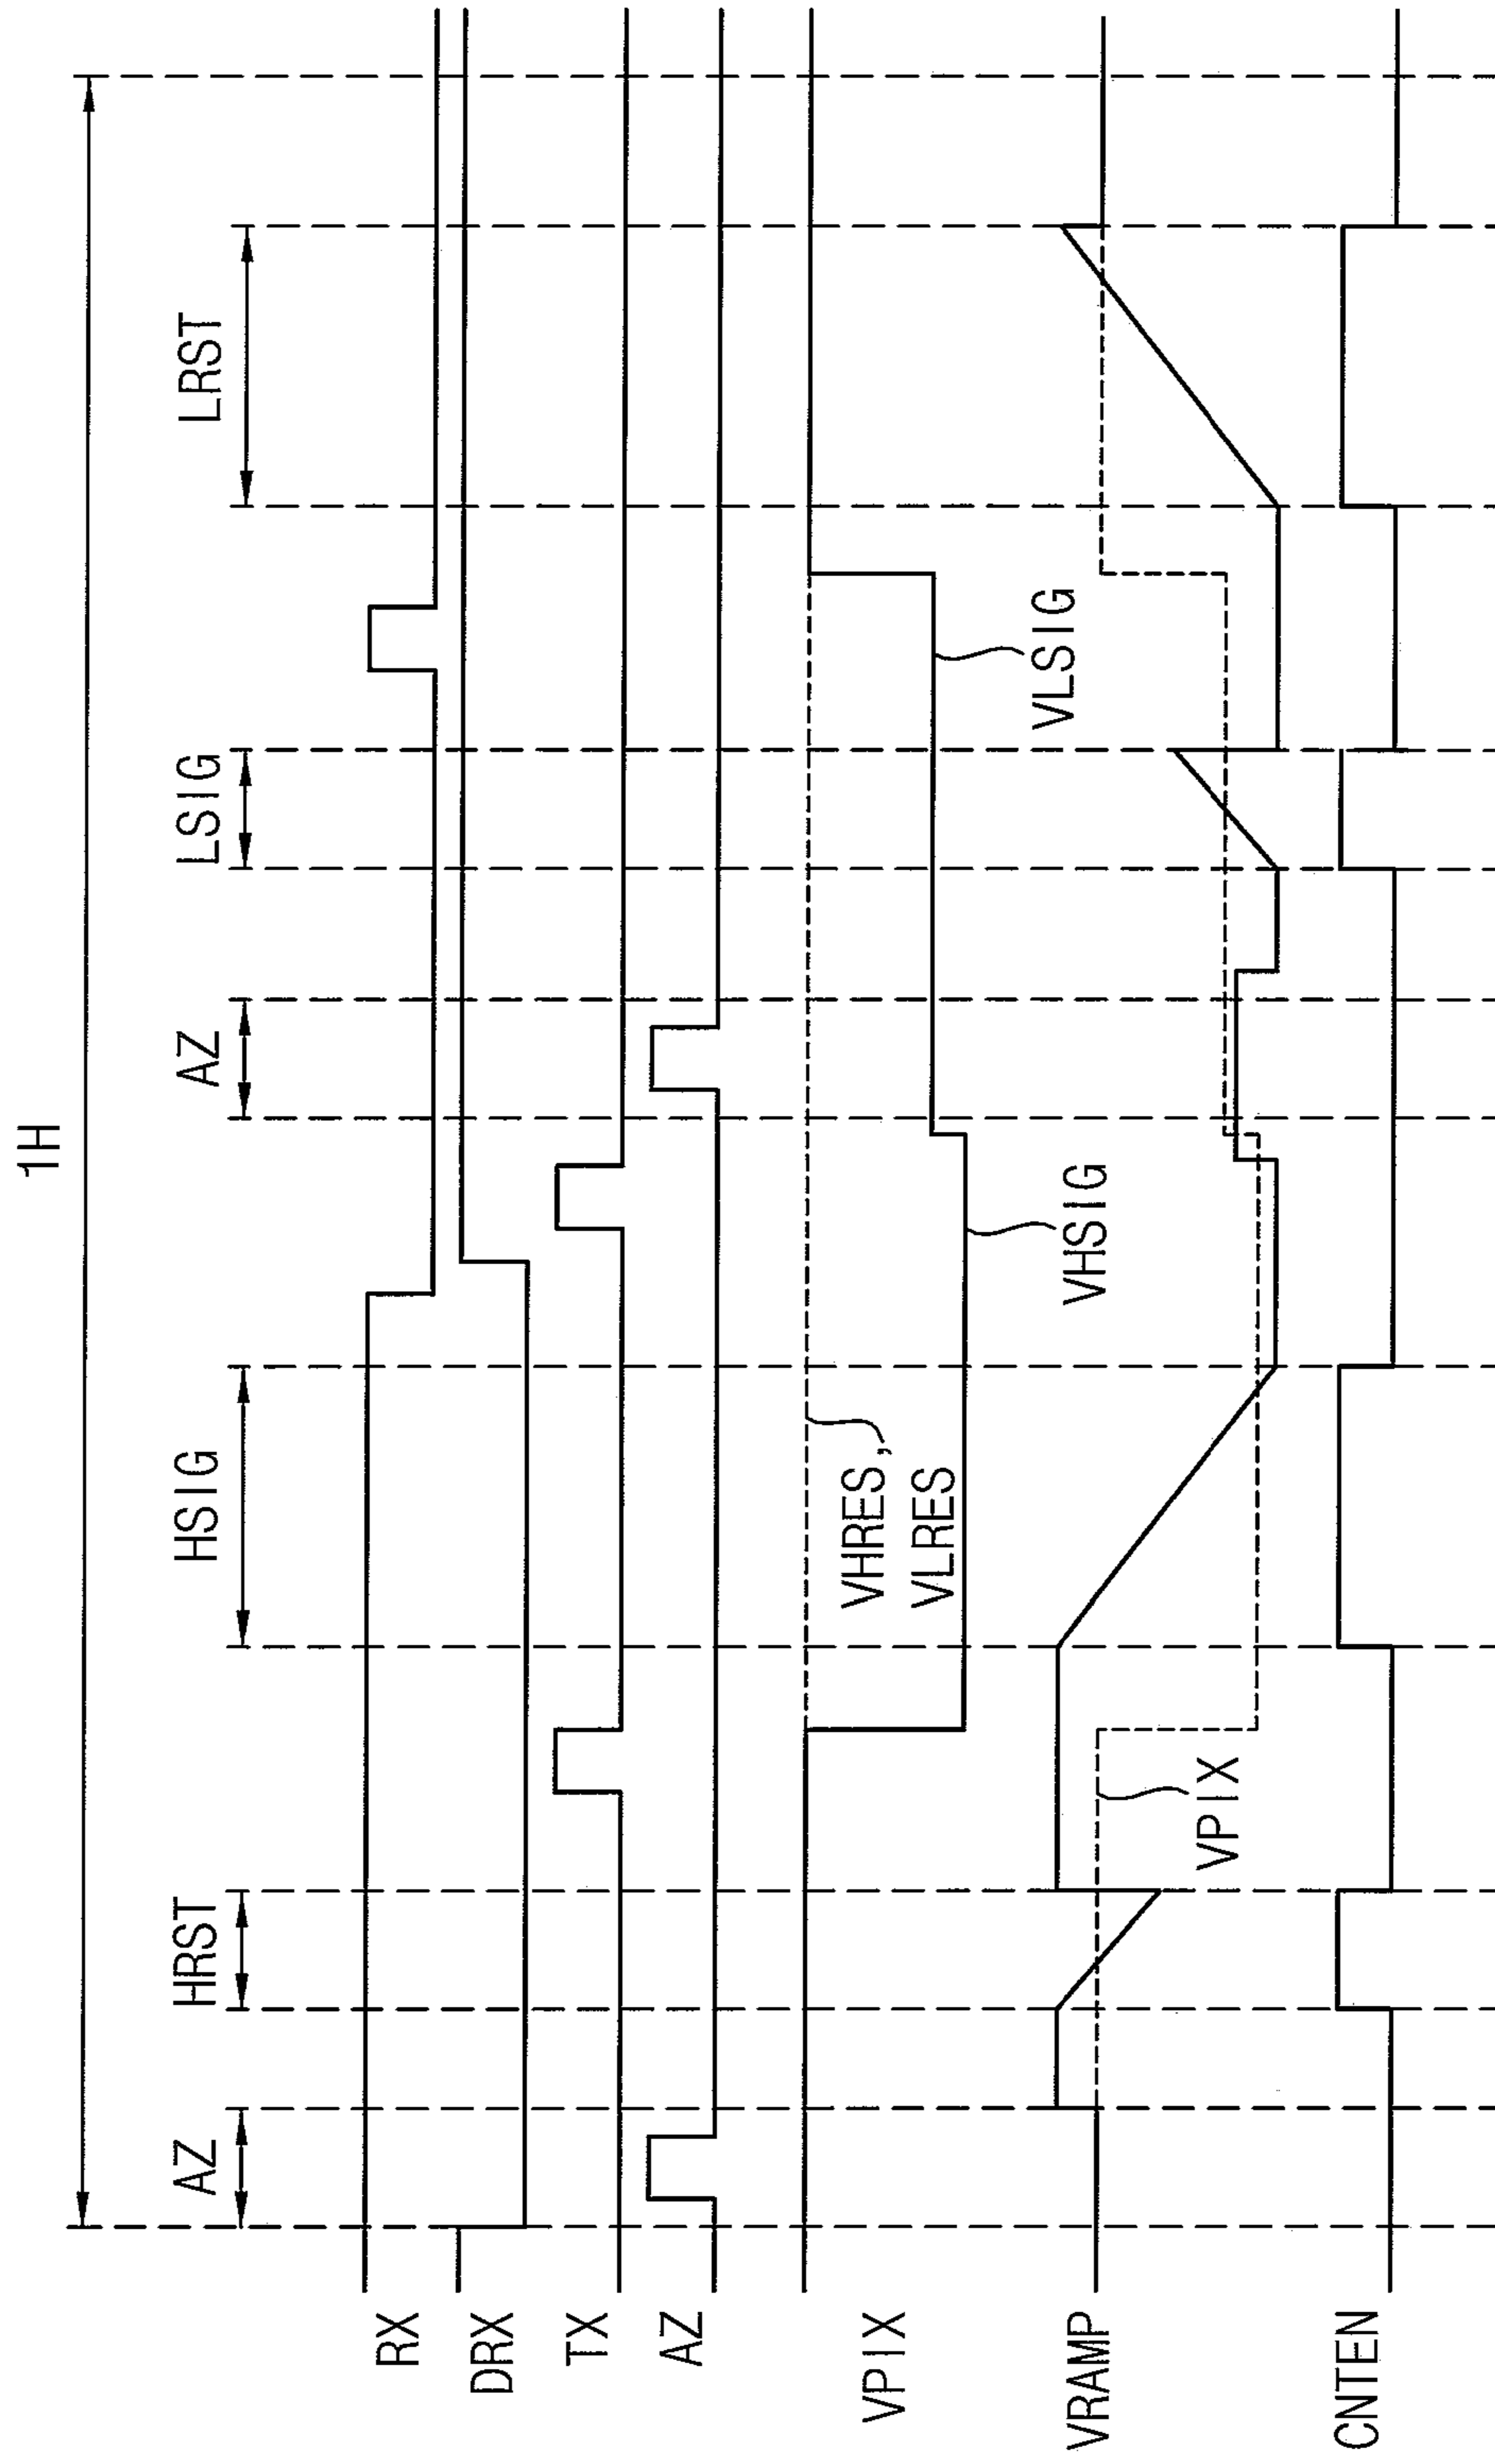 1H
AZ
HRST
HSIG
AZ
LSIG
LRST
RX
DRX
TX
AZ
VPIX
VHRES,
VLRES
VHSIG
VLSIG
VRAMP
VPIX
CNTEN